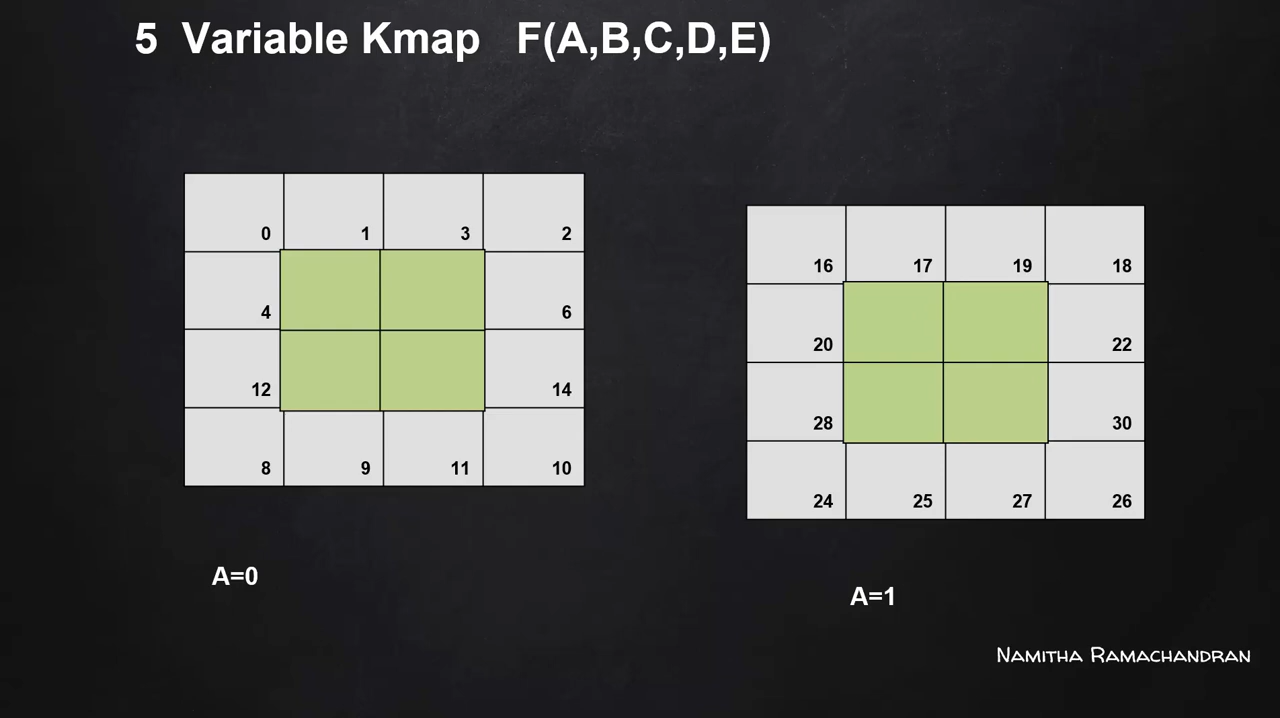 5 Variable Kmap F(A,B,C,D,E)
0 1 3 2
4 6
12 14
8 9 11 10
A=0
16 17 19 18
20 22
28 30
24 25 27 26
A=1
Namitha Ramachandran